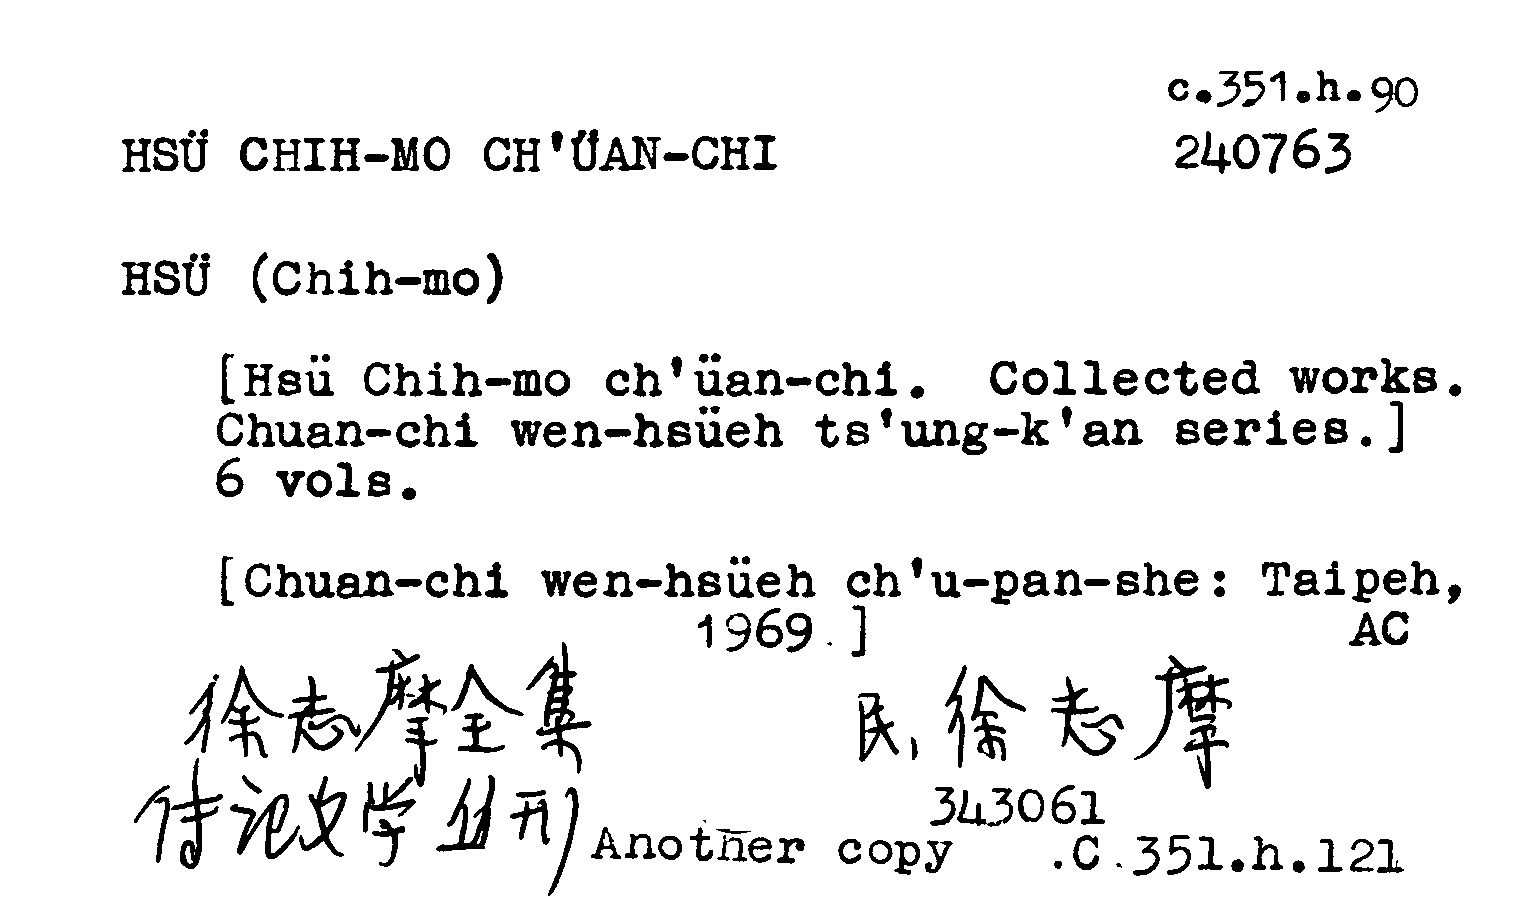 c.351.h.90
HSÜ CHIH-MO CH'ÜAN-CHI 240763
HSÜ (Chih-mo)
[Hsü Chih-mo ch'üan-chi. Collected works.
Chuan-chi wen-hsüeh ts'ung-k'an series.]
6 vols.
[Chuan-chi wen-hsüeh ch'u-pan-she: Taipeh,
1969.] AC
徐志摩全集 民, 徐志摩
传记文学丛刊 343061
Another copy .C.351.h.121